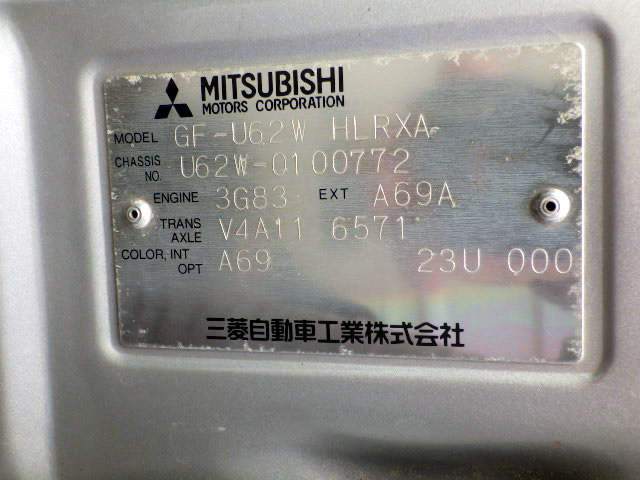 MITSUBISHI
MOTORS CORPORATION
MODEL GF-U62W HLRXA
CHASSIS NO. U62W-0100772
ENGINE 3G83 EXT A69A
TRANS AXLE V4A11 6571
COLOR, INT OPT A69 23U 000
三菱自動車工業株式会社